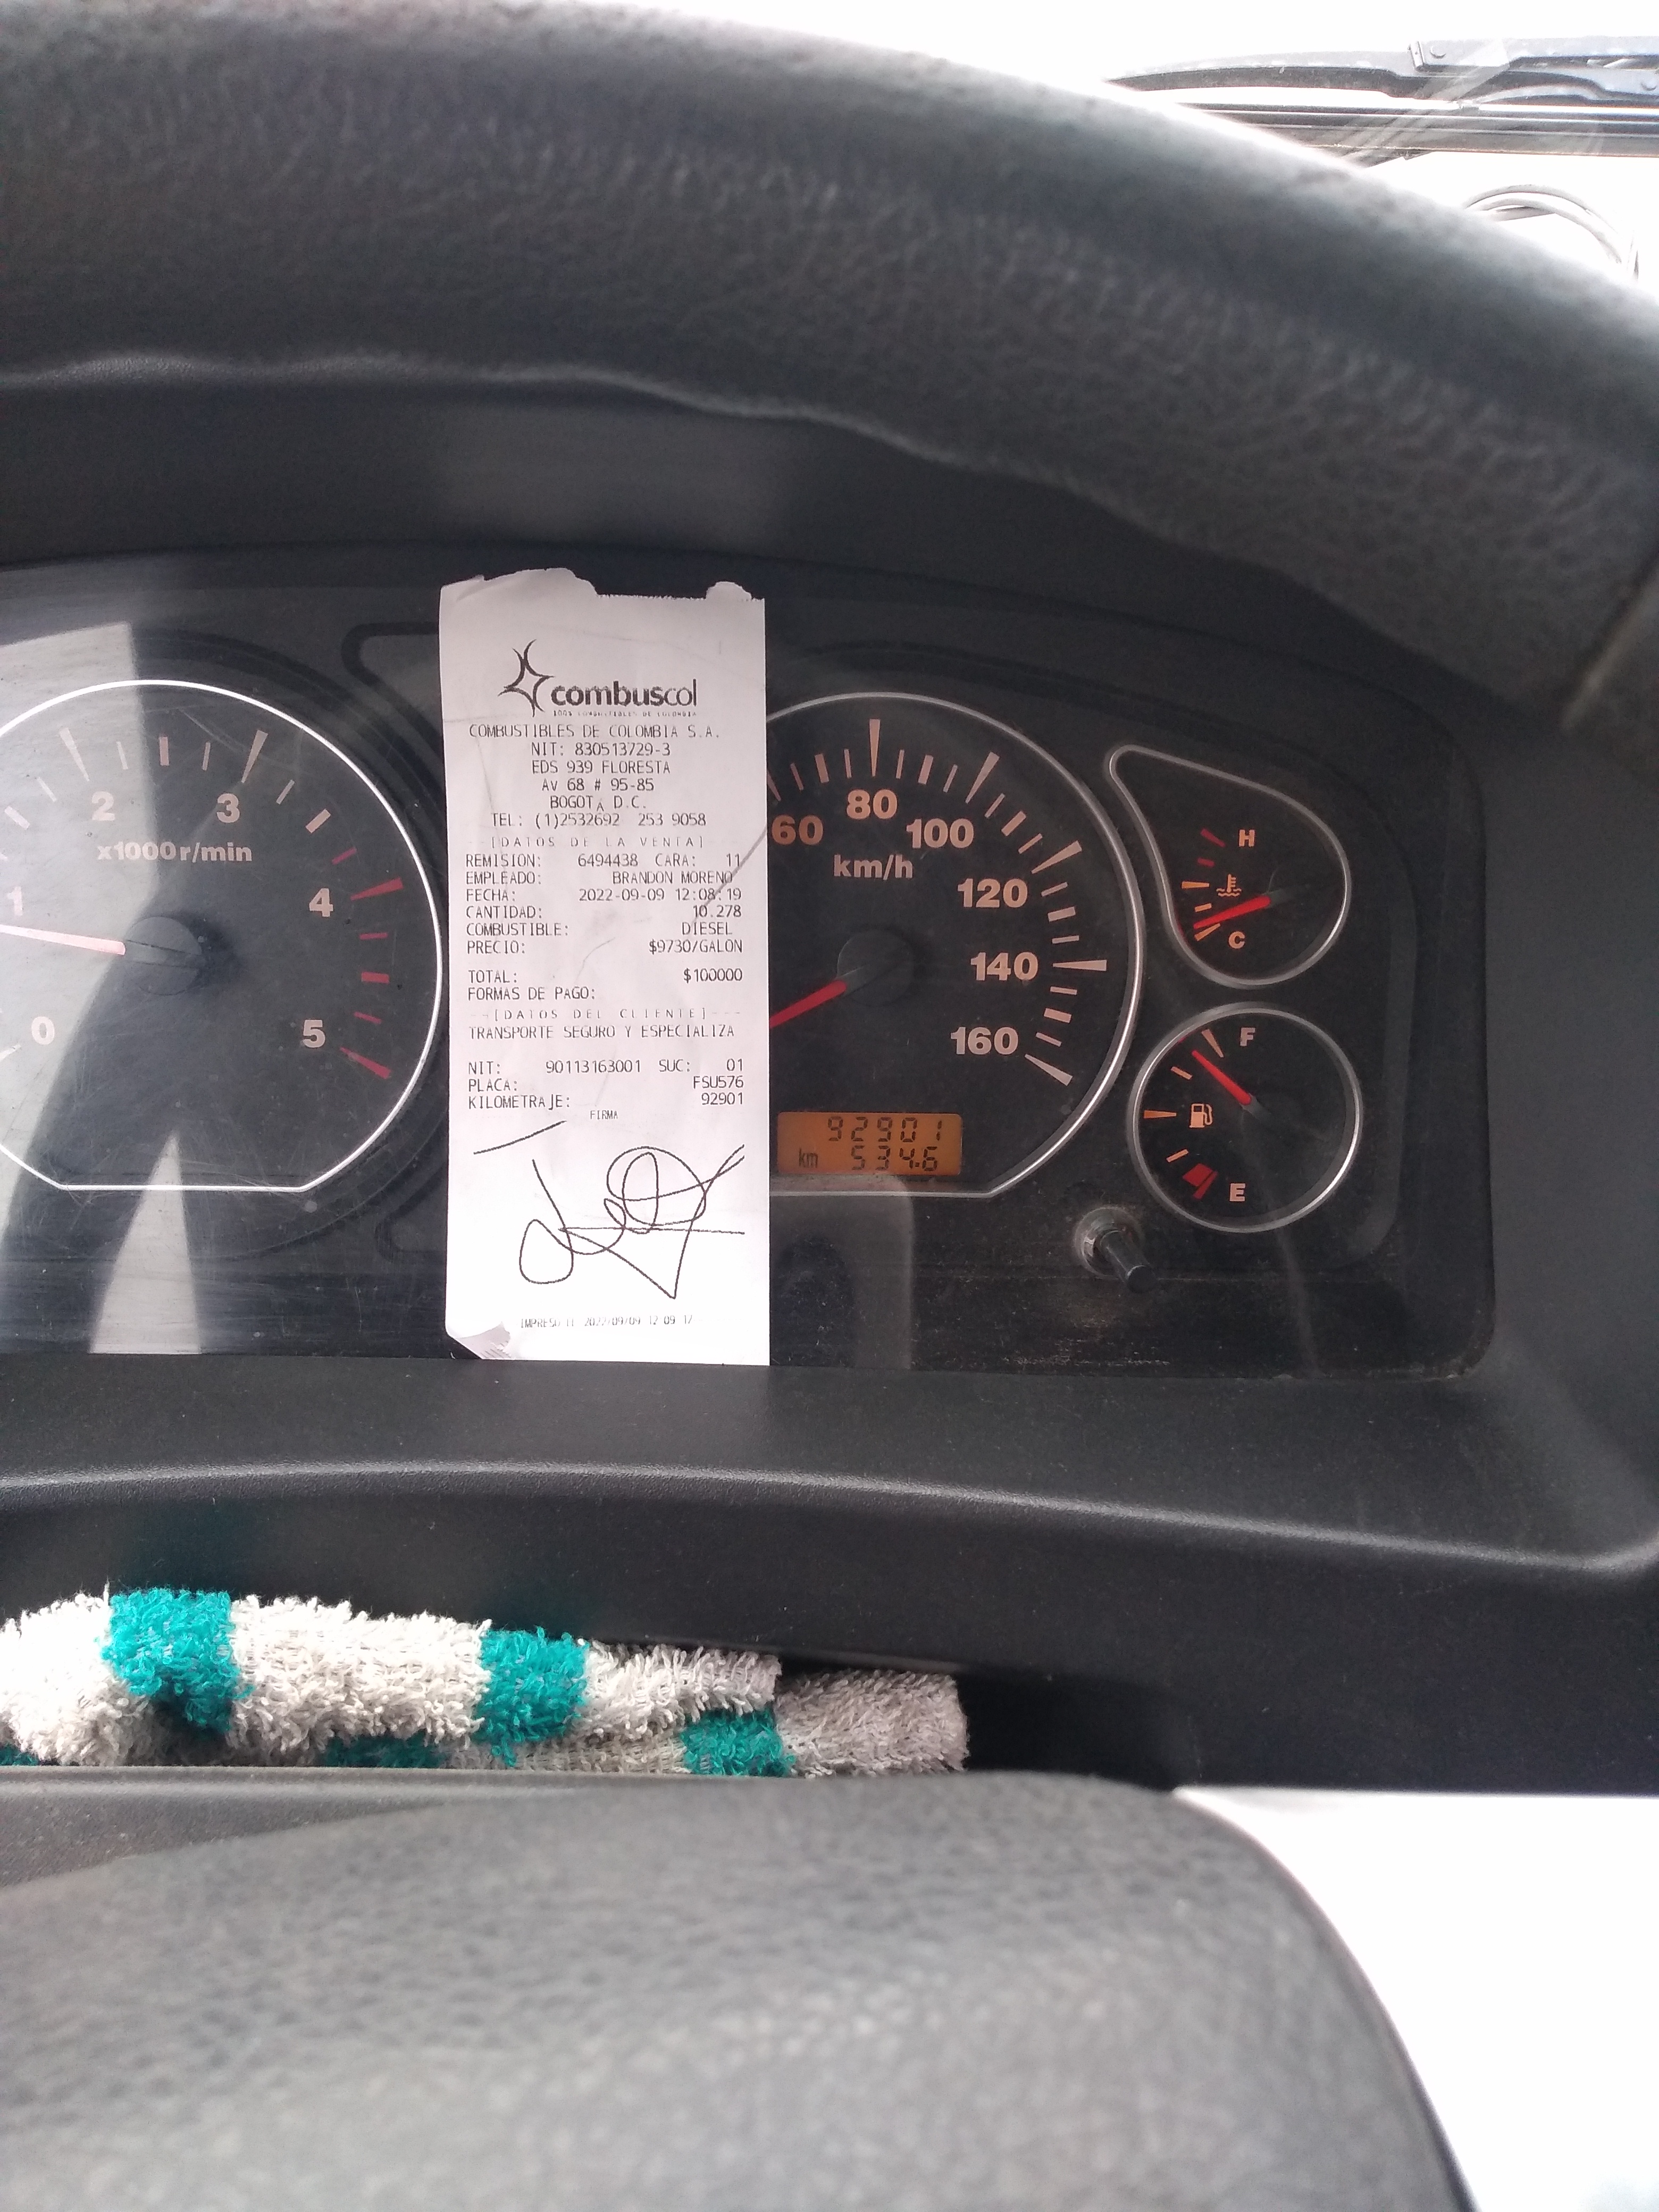 combuscol
100% COMBUSTIBLES DE COLOMBIA
COMBUSTIBLES DE COLOMBIA S.A.
NIT: 830513729-3
EDS 939 FLORESTA
AV 68 # 95-85
BOGOTA D.C.
TEL: (1)2532692 253 9058
[DATOS DE LA VENTA]
REMISION: 6494438 CARA: 11
EMPLEADO: BRANDON MORENO
FECHA: 2022-09-09 12:08:19
CANTIDAD: 10.278
COMBUSTIBLE: DIESEL
PRECIO: $9730/GALON
TOTAL: $100000
FORMAS DE PAGO:
--[DATOS DEL CLIENTE]---
TRANSPORTE SEGURO Y ESPECIALIZA
NIT: 90113163001 SUC: 01
PLACA: FSU576
KILOMETRAJE: 92901
FIRMA
2022/09/09 12 09 17
0
1
2
3
4
5
x1000r/min
60
80
100
120
140
160
km/h
92901
km 534.6
H
C
F
E